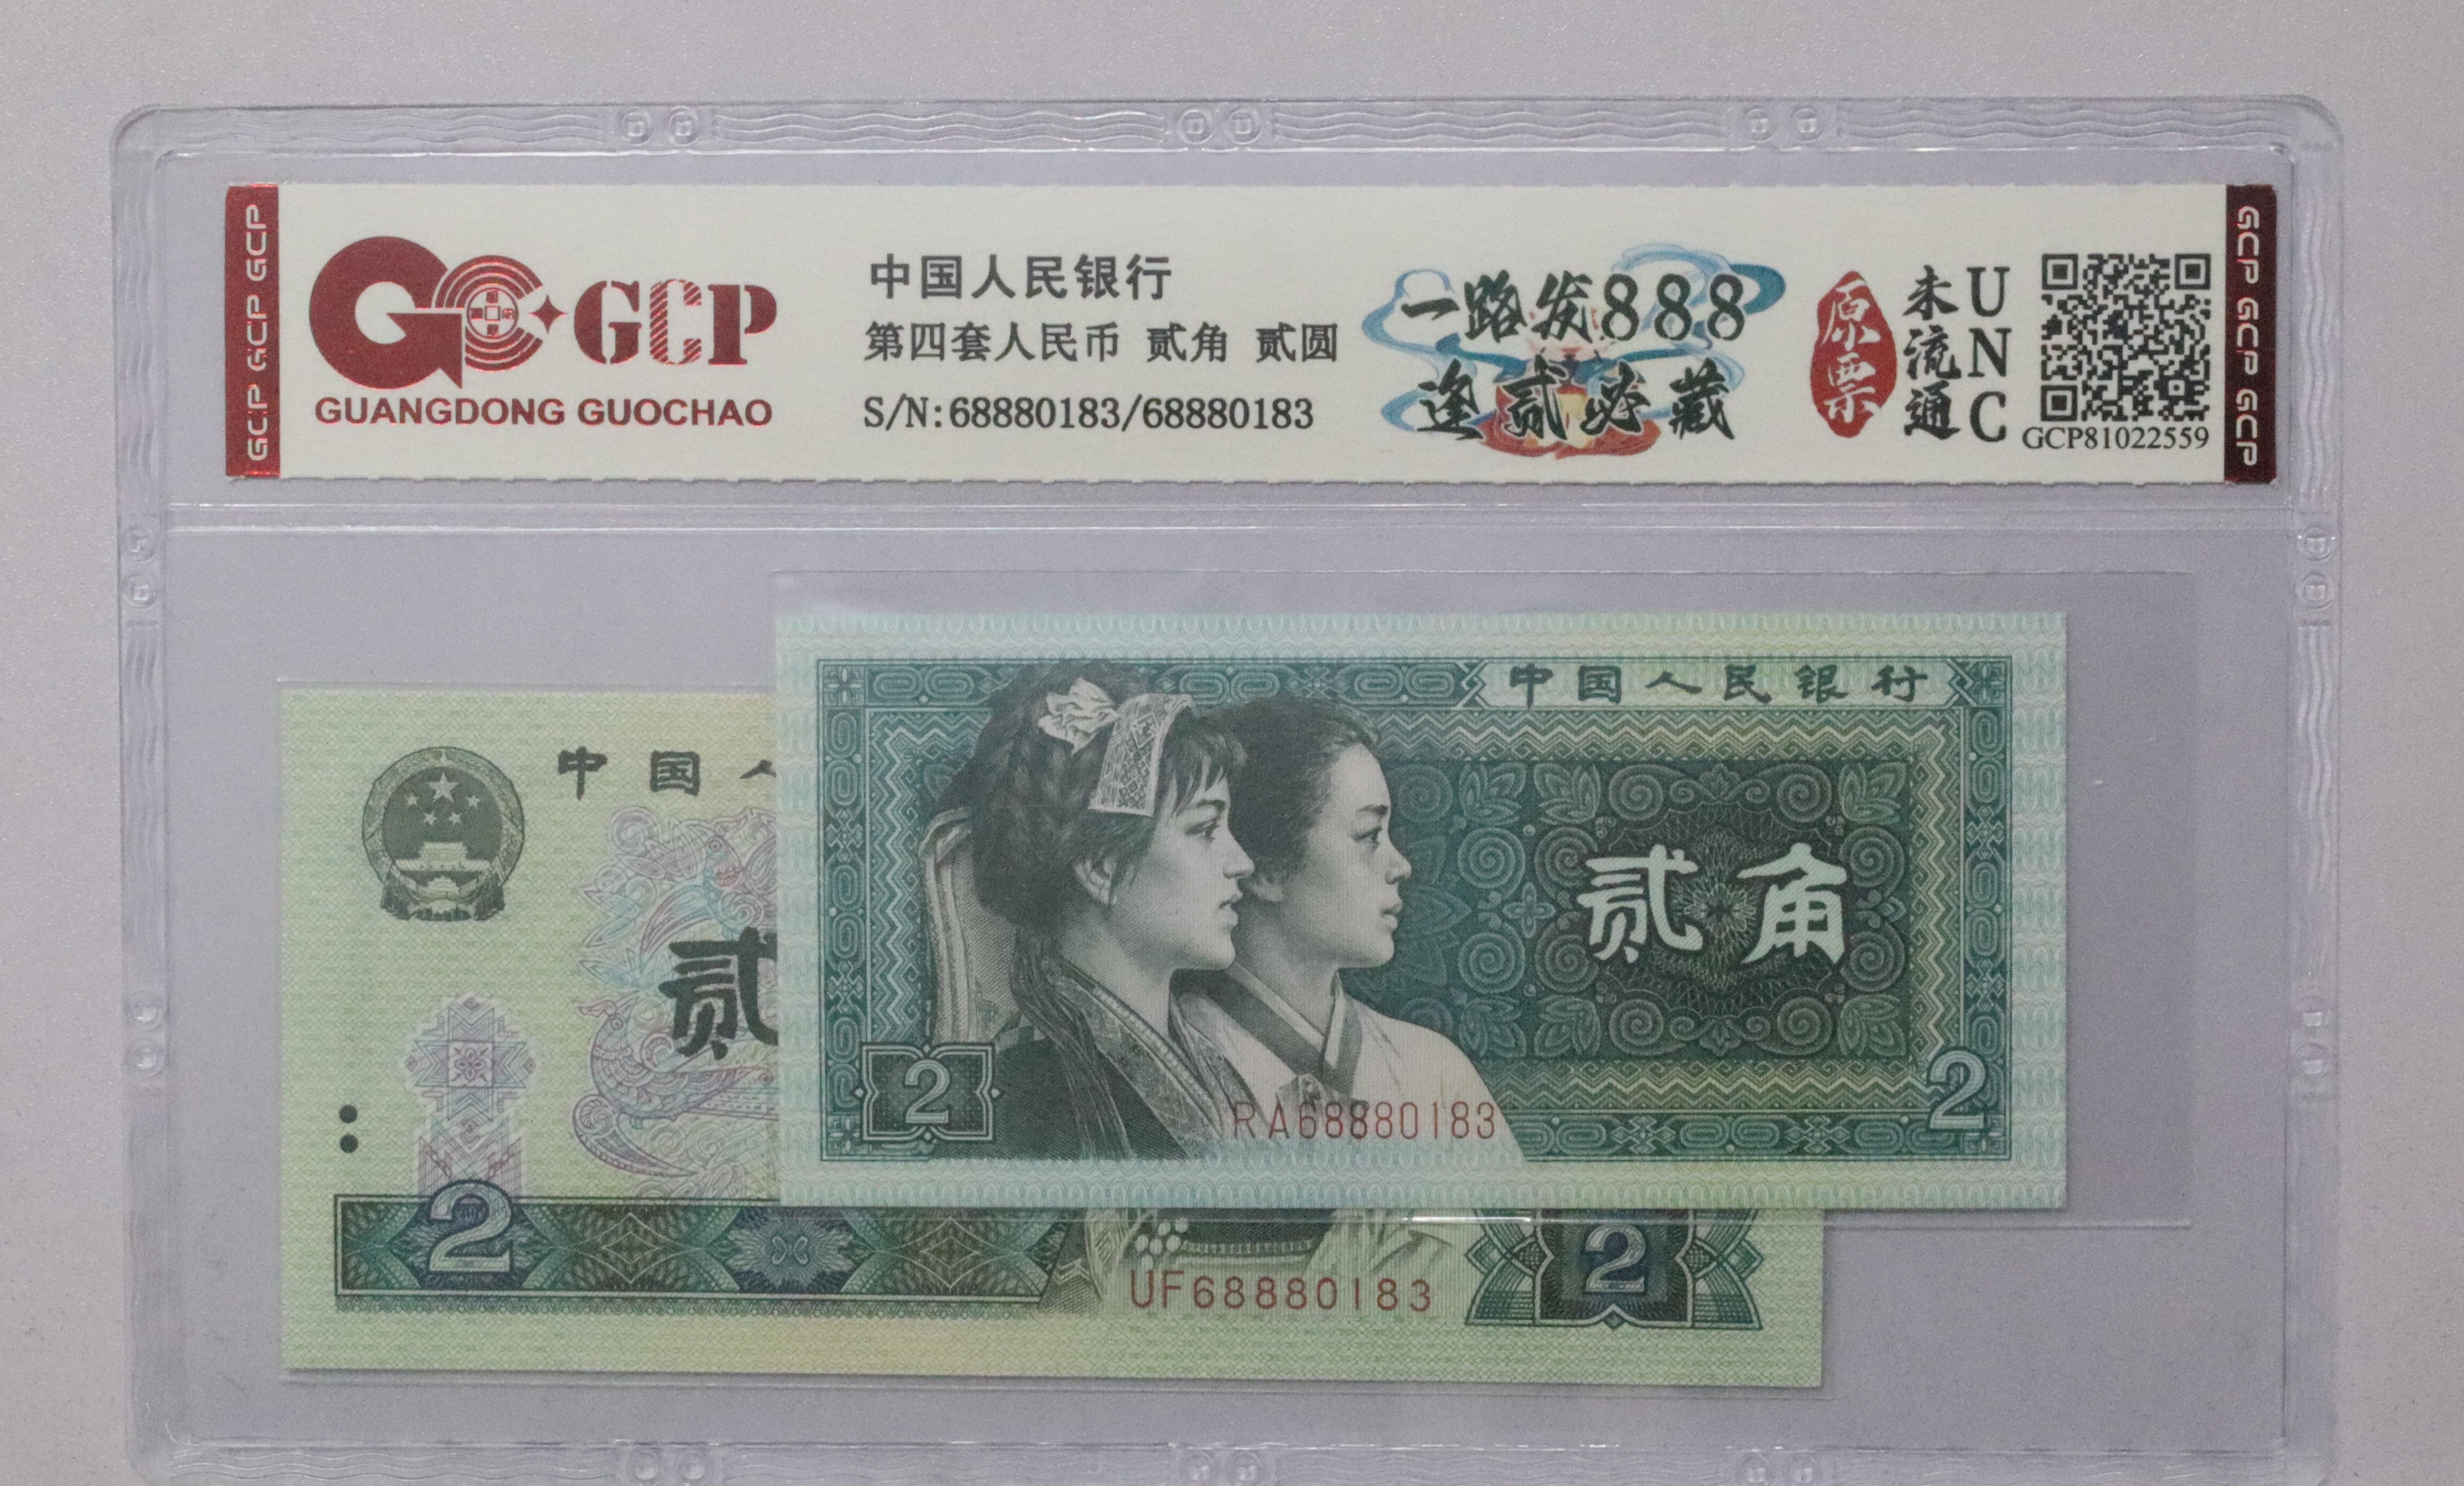 GCP GCP GCP GCP
GCP
GUANGDONG GUOCHAO
中国人民银行
第四套人民币 贰角 贰圆
S/N:68880183/68880183
一路发888
逢贰必藏
原票
未流通
UNC
GCP81022559
GCP GCP GCP GCP
中国人民银行
贰角
2
2
RA68880183
中国人
贰
2
2
UF68880183